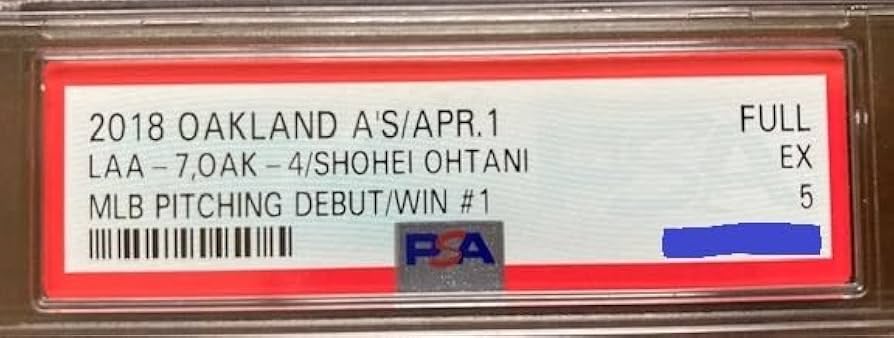 2018 OAKLAND A'S/APR.1 FULL
LAA - 7,OAK - 4/SHOHEI OHTANI EX
MLB PITCHING DEBUT/WIN #1 5
PSA